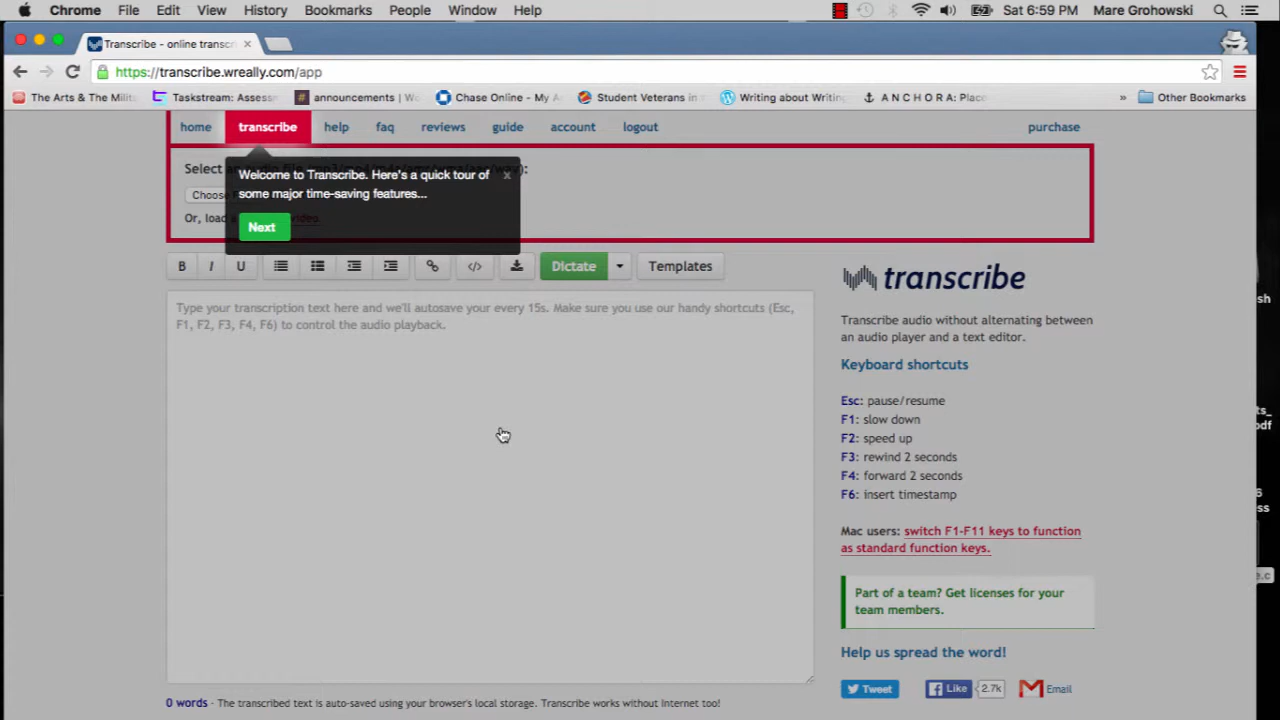 Chrome File Edit View History Bookmarks People Window Help Sat 6:59 PM Mare Grohowski
Transcribe - online transcr
https://transcribe.wreally.com/app
The Arts & The Milit Taskstream: Assess announcements | Wo Chase Online - My A Student Veterans in t Writing about Writin A N C H O R A: Plac » Other Bookmarks
home transcribe help faq reviews guide account logout purchase
Select an
Welcome to Transcribe. Here's a quick tour of
some major time-saving features...
Choose
Or, load
Next
B I U </> Dictate Templates
Type your transcription text here and we'll autosave your every 15s. Make sure you use our handy shortcuts (Esc,
F1, F2, F3, F4, F6) to control the audio playback.
transcribe
Transcribe audio without alternating between
an audio player and a text editor.
Keyboard shortcuts
Esc: pause/resume
F1: slow down
F2: speed up
F3: rewind 2 seconds
F4: forward 2 seconds
F6: insert timestamp
Mac users: switch F1-F11 keys to function
as standard function keys.
Part of a team? Get licenses for your
team members.
Help us spread the word!
Tweet Like 2.7k Email
0 words - The transcribed text is auto-saved using your browser's local storage. Transcribe works without Internet too!